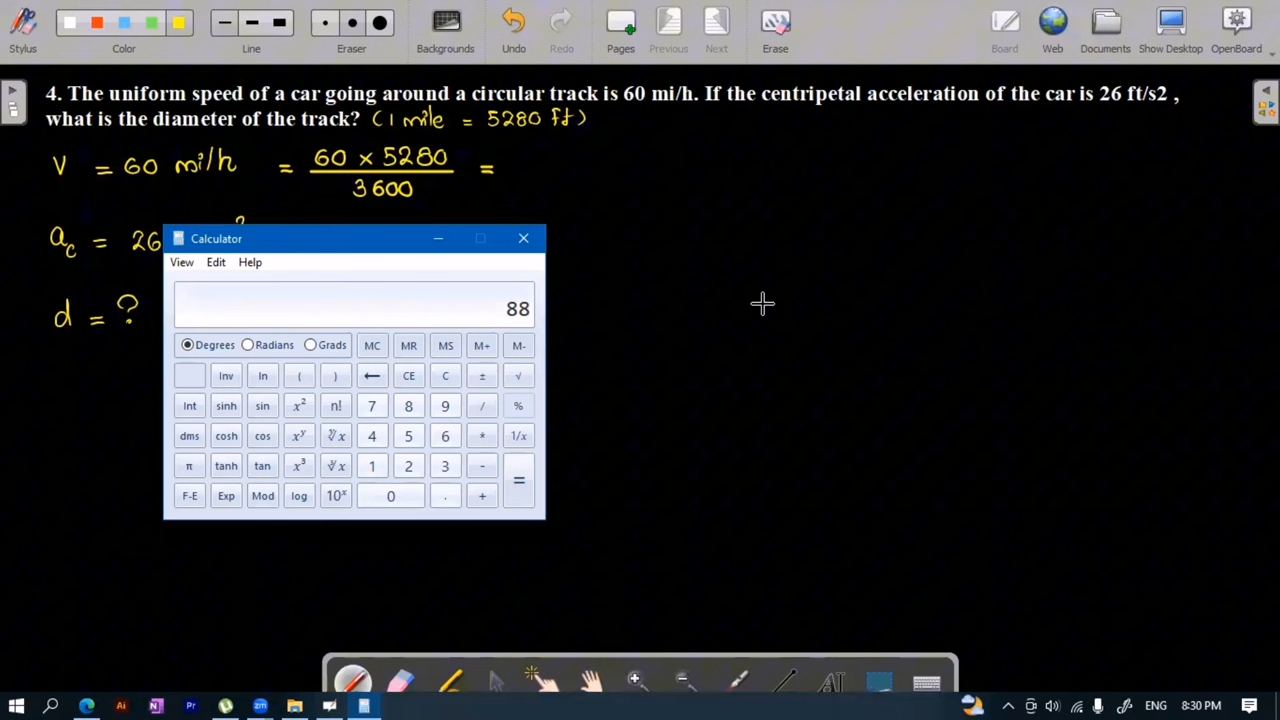 Stylus
Color
Line
Eraser
Backgrounds
Undo
Redo
Pages
Previous
Next
Erase
Board
Web
Documents
Show Desktop
OpenBoard
4. The uniform speed of a car going around a circular track is 60 mi/h. If the centripetal acceleration of the car is 26 ft/s2 ,
what is the diameter of the track? (1 mile = 5280 ft)
V = 60 mi/h = 60 × 5280 / 3600 =
a_c = 26
d = ?
Calculator
View Edit Help
88
Degrees Radians Grads MC MR MS M+ M-
Inv ln ( ) ← CE C ± √
Int sinh sin x² n! 7 8 9 / %
dms cosh cos x^y ʸ√x 4 5 6 * 1/x
π tanh tan x³ ³√x 1 2 3 - =
F-E Exp Mod log 10ˣ 0 . +
Ai N Pr zm ENG 8:30 PM